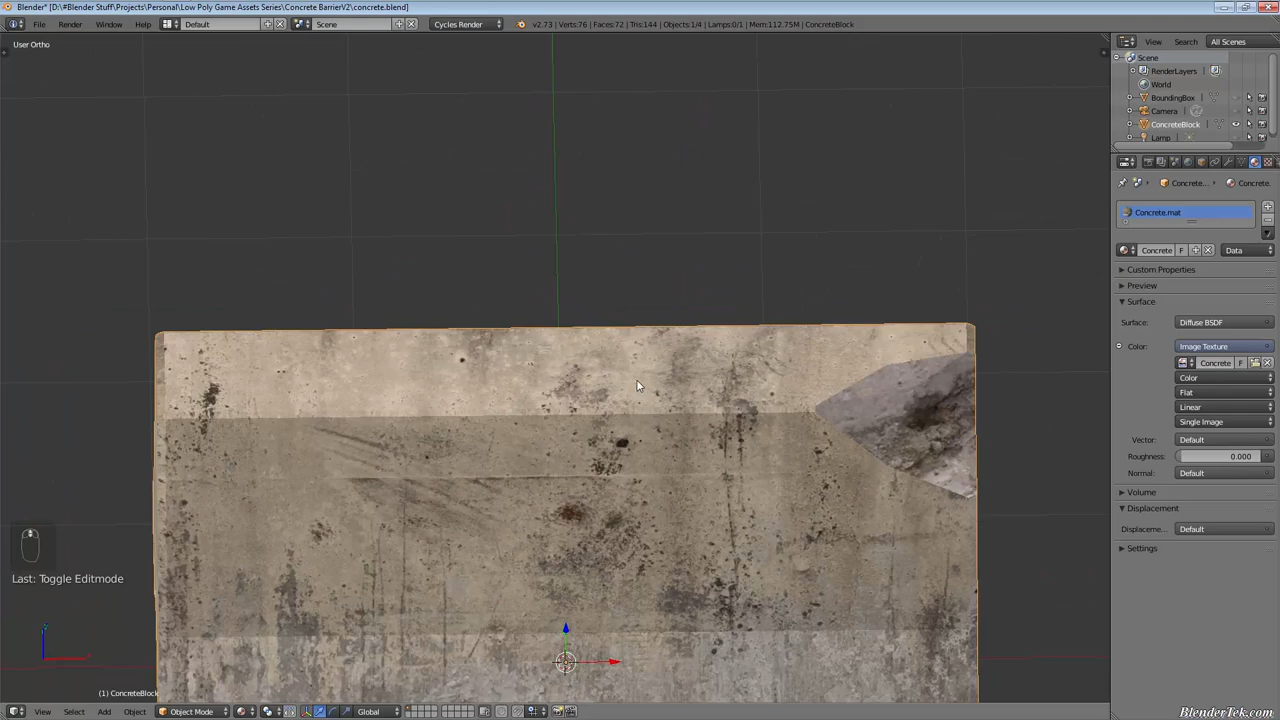 Blender* [D:\#Blender Stuff\Projects\Personal\Low Poly Game Assets Series\Concrete BarrierV2\concrete.blend]
File Render Window Help Default Scene Cycles Render v2.73 | Verts:76 | Faces:72 | Tris:144 | Objects:1/4 | Lamps:0/1 | Mem:112.75M | ConcreteBlock
View Search All Scenes
User Ortho
Scene
RenderLayers
World
BoundingBox
Camera
ConcreteBlock
Lamp
Concrete... Concrete.
Concrete.mat
Concrete F Data
Custom Properties
Preview
Surface
Surface: Diffuse BSDF
Color: Image Texture
Concrete F
Color
Flat
Linear
Single Image
Vector: Default
Roughness: 0.000
Normal: Default
Volume
Displacement
Displaceme... Default
Settings
Last: Toggle Editmode
(1) ConcreteBlock
View Select Add Object Object Mode Global
BlenderTek.com